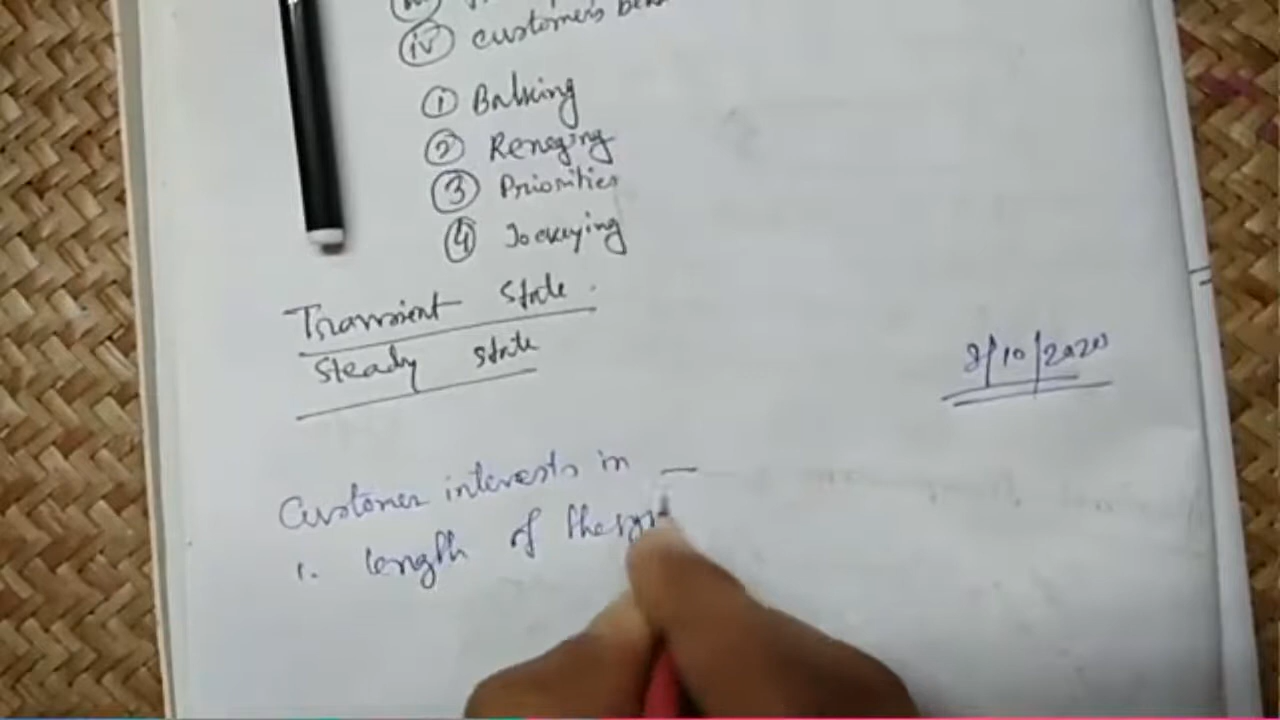 (iv) customers
① Balking
② Reneging
③ Priorities
④ Jockeying
Transient state.
Steady state
8/10/2020
Customer interests in —
1. length of the sys